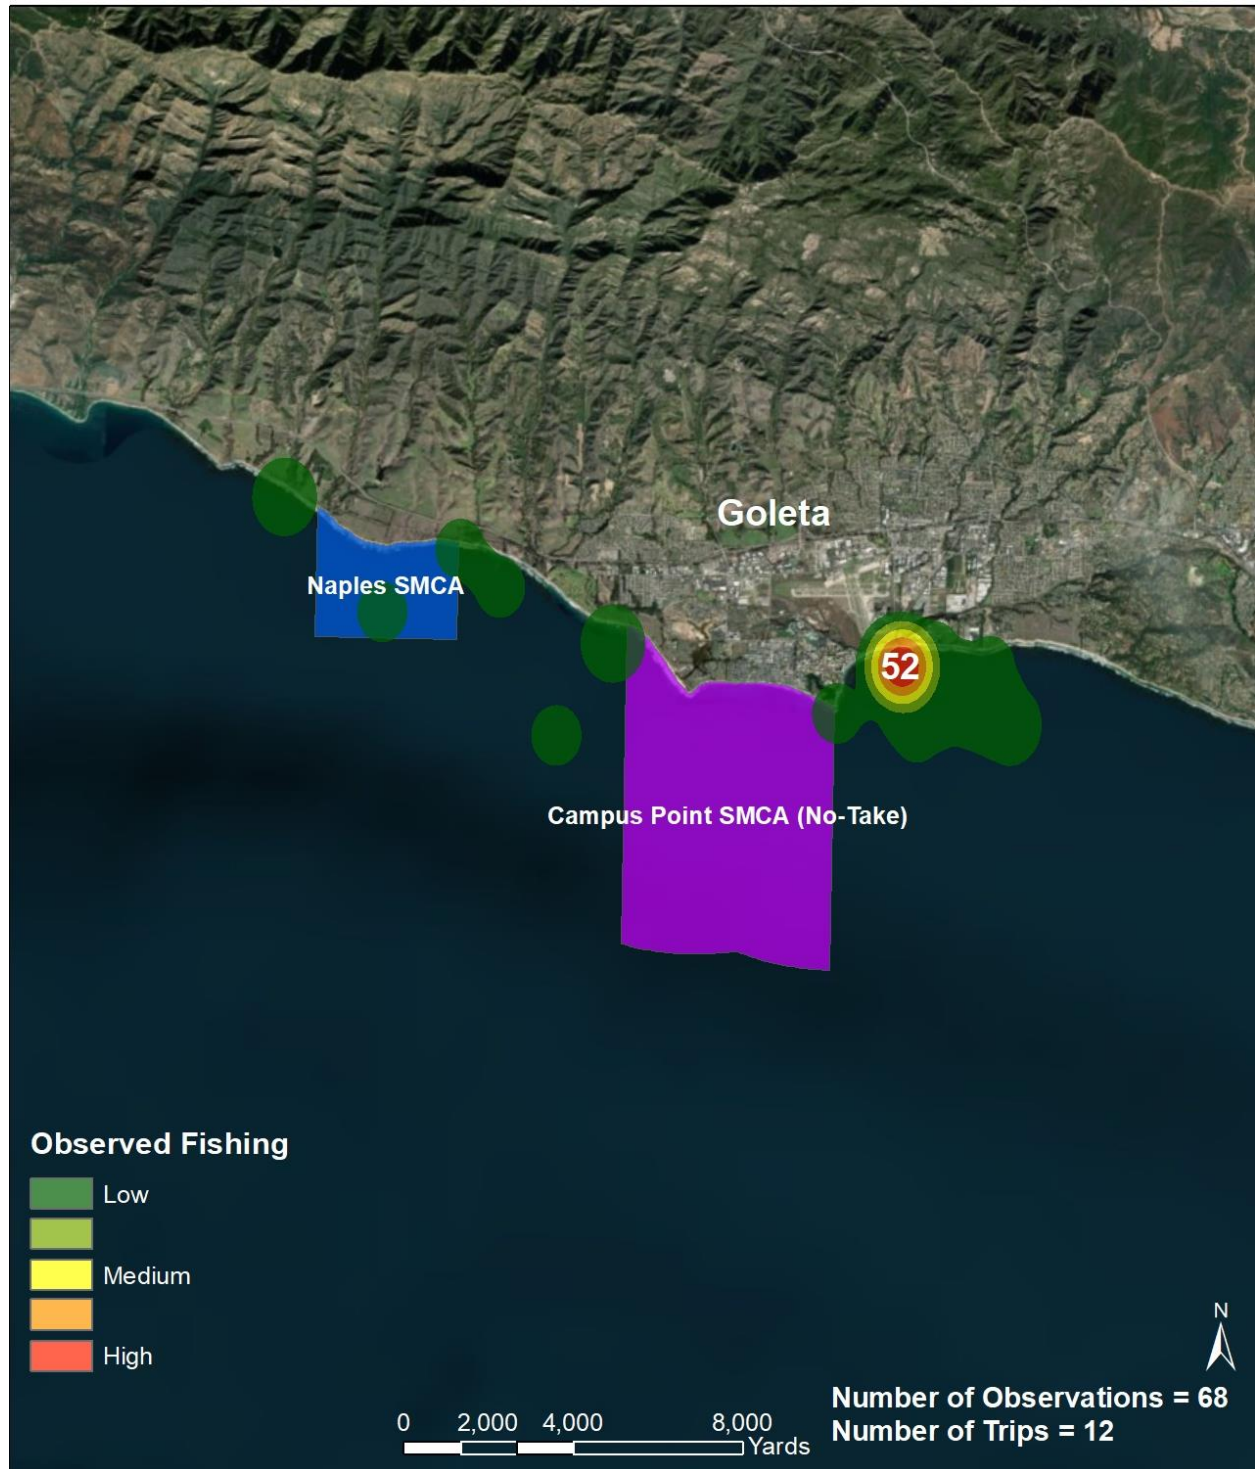 Goleta
Naples SMCA
52
Campus Point SMCA (No-Take)
Observed Fishing
Low
Medium
High
N
0 2,000 4,000 8,000
Yards
Number of Observations = 68
Number of Trips = 12